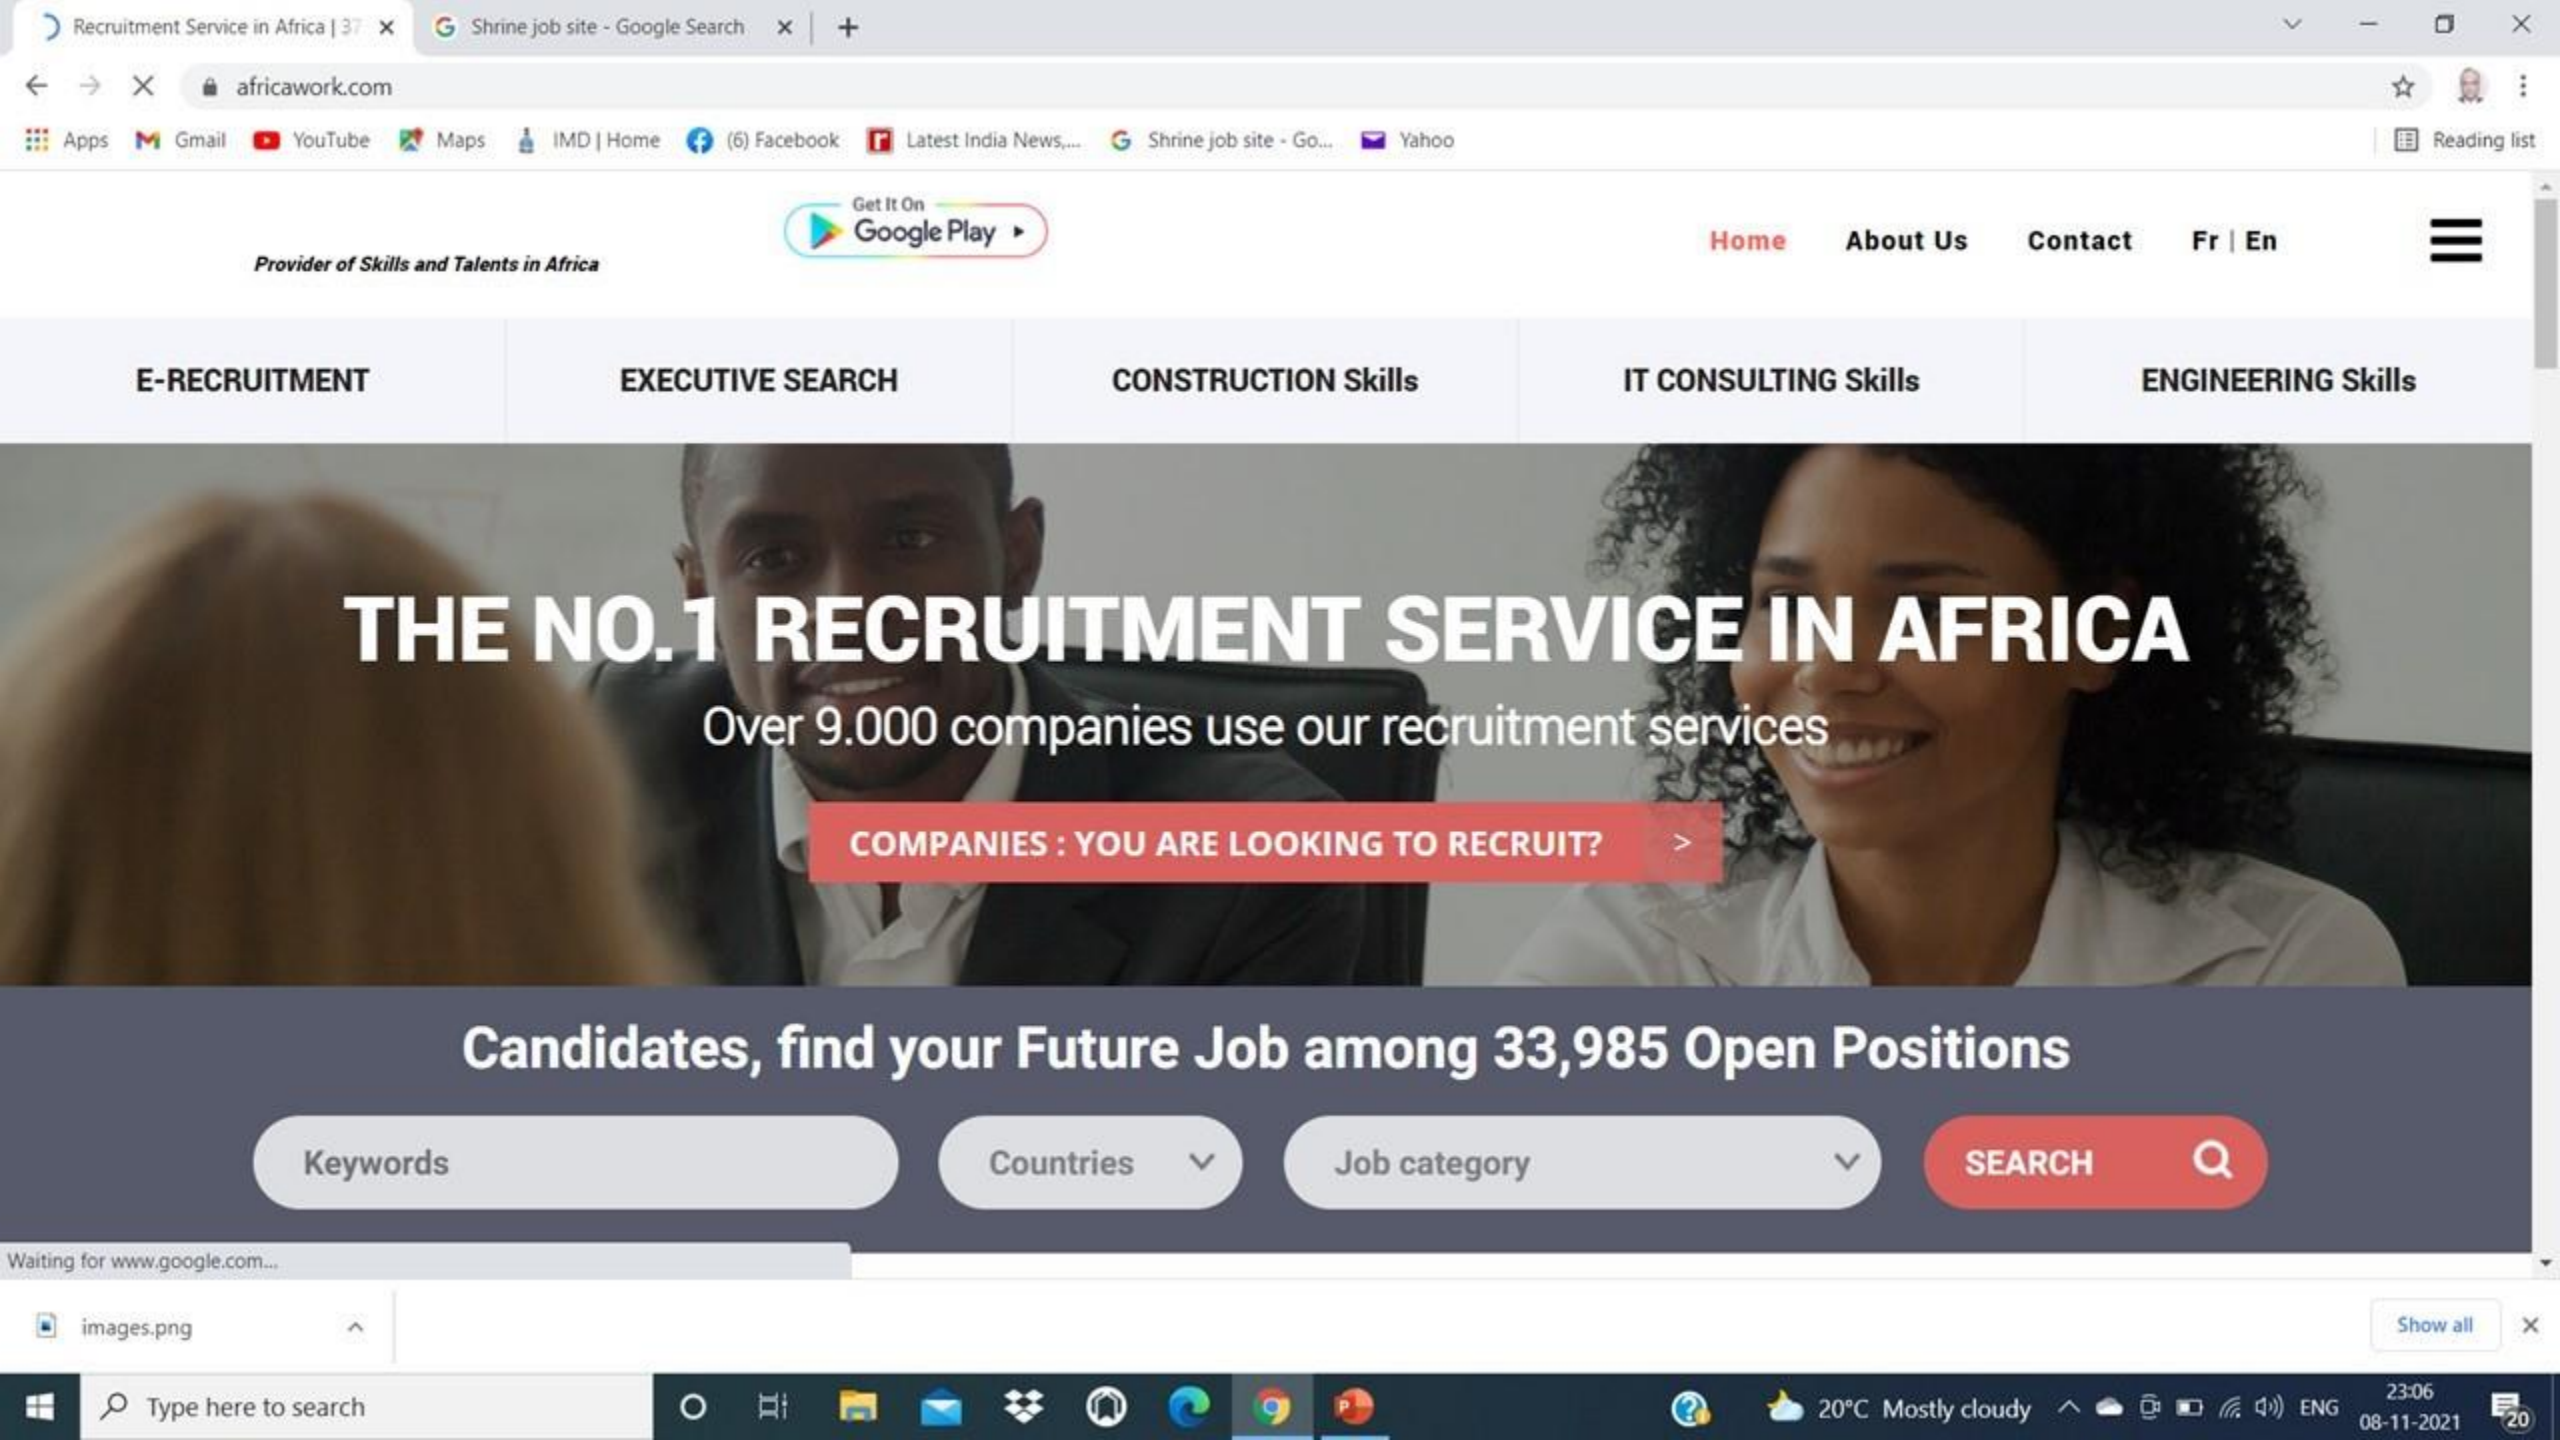 Recruitment Service in Africa | 37
Shrine job site - Google Search
africawork.com
Apps
Gmail
YouTube
Maps
IMD | Home
(6) Facebook
Latest India News,...
Shrine job site - Go...
Yahoo
Reading list
Provider of Skills and Talents in Africa
Get It On
Google Play
Home
About Us
Contact
Fr | En
E-RECRUITMENT
EXECUTIVE SEARCH
CONSTRUCTION Skills
IT CONSULTING Skills
ENGINEERING Skills
THE NO.1 RECRUITMENT SERVICE IN AFRICA
Over 9.000 companies use our recruitment services
COMPANIES : YOU ARE LOOKING TO RECRUIT? >
Candidates, find your Future Job among 33,985 Open Positions
Keywords
Countries
Job category
SEARCH
Waiting for www.google.com...
images.png
Show all
Type here to search
20°C Mostly cloudy
ENG
23:06
08-11-2021
20